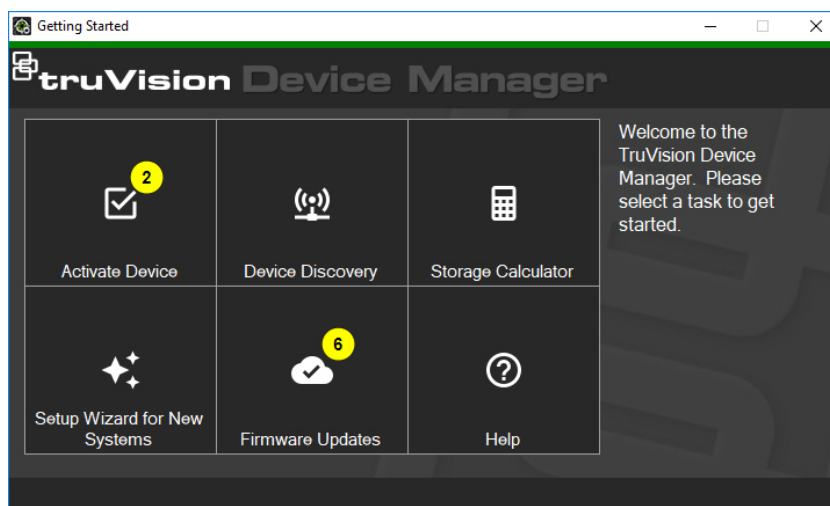 Getting Started
truVision Device Manager
Welcome to the
TruVision Device
Manager. Please
select a task to get
started.
2
Activate Device
Device Discovery
Storage Calculator
Setup Wizard for New
Systems
6
Firmware Updates
Help